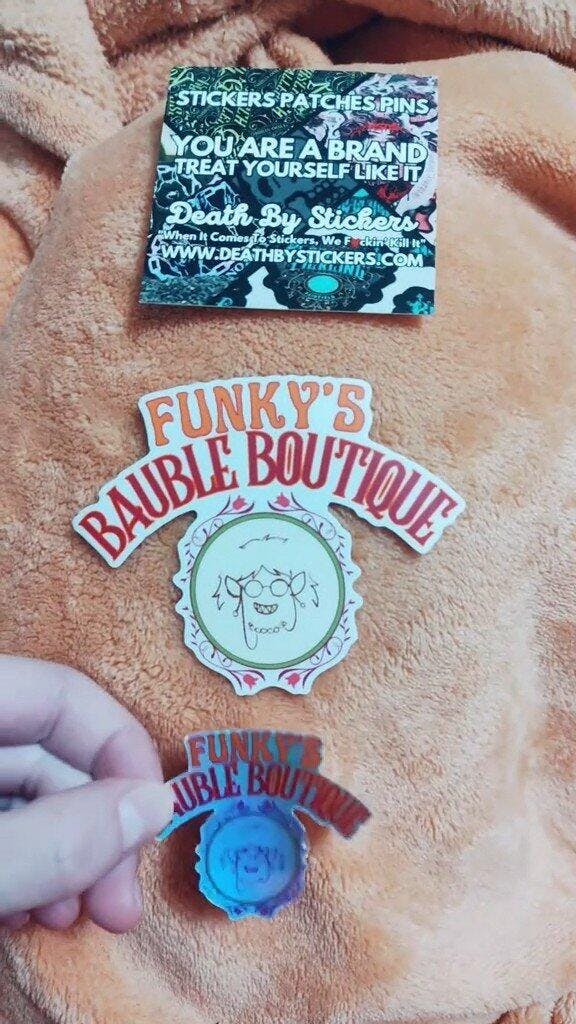 STICKERS PATCHES PINS
YOU ARE A BRAND
TREAT YOURSELF LIKE IT
Death By Stickers
"When It Comes To Stickers, We F ckin' Kill It"
WWW.DEATHBYSTICKERS.COM
FUNKY'S
BAUBLE BOUTIQUE
FUNKY'S
AUBLE BOUTIQUE